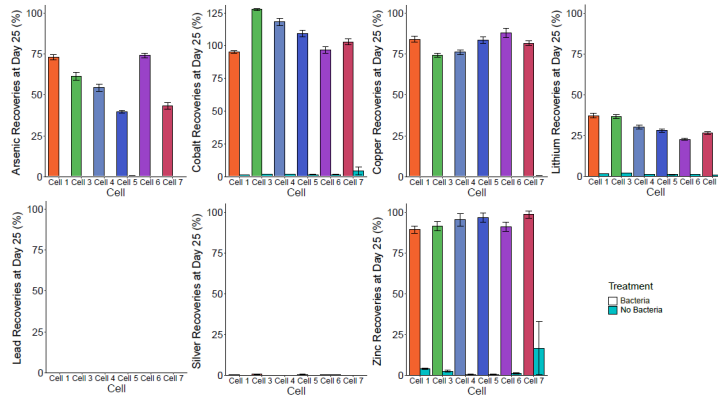 Arsenic Recoveries at Day 25 (%)
100
75
50
25
0
Cell 1 Cell 3 Cell 4 Cell 5 Cell 6 Cell 7
Cell
Cobalt Recoveries at Day 25 (%)
125
100
75
50
25
0
Cell 1 Cell 3 Cell 4 Cell 5 Cell 6 Cell 7
Cell
Copper Recoveries at Day 25 (%)
100
75
50
25
0
Cell 1 Cell 3 Cell 4 Cell 5 Cell 6 Cell 7
Cell
Lithium Recoveries at Day 25 (%)
100
75
50
25
0
Cell 1 Cell 3 Cell 4 Cell 5 Cell 6 Cell
Cell
Lead Recoveries at Day 25 (%)
100
75
50
25
0
Cell 1 Cell 3 Cell 4 Cell 5 Cell 6 Cell 7
Cell
Silver Recoveries at Day 25 (%)
100
75
50
25
0
Cell 1 Cell 3 Cell 4 Cell 5 Cell 6 Cell 7
Cell
Zinc Recoveries at Day 25 (%)
100
75
50
25
0
Cell 1 Cell 3 Cell 4 Cell 5 Cell 6 Cell 7
Cell
Treatment
Bacteria
No Bacteria